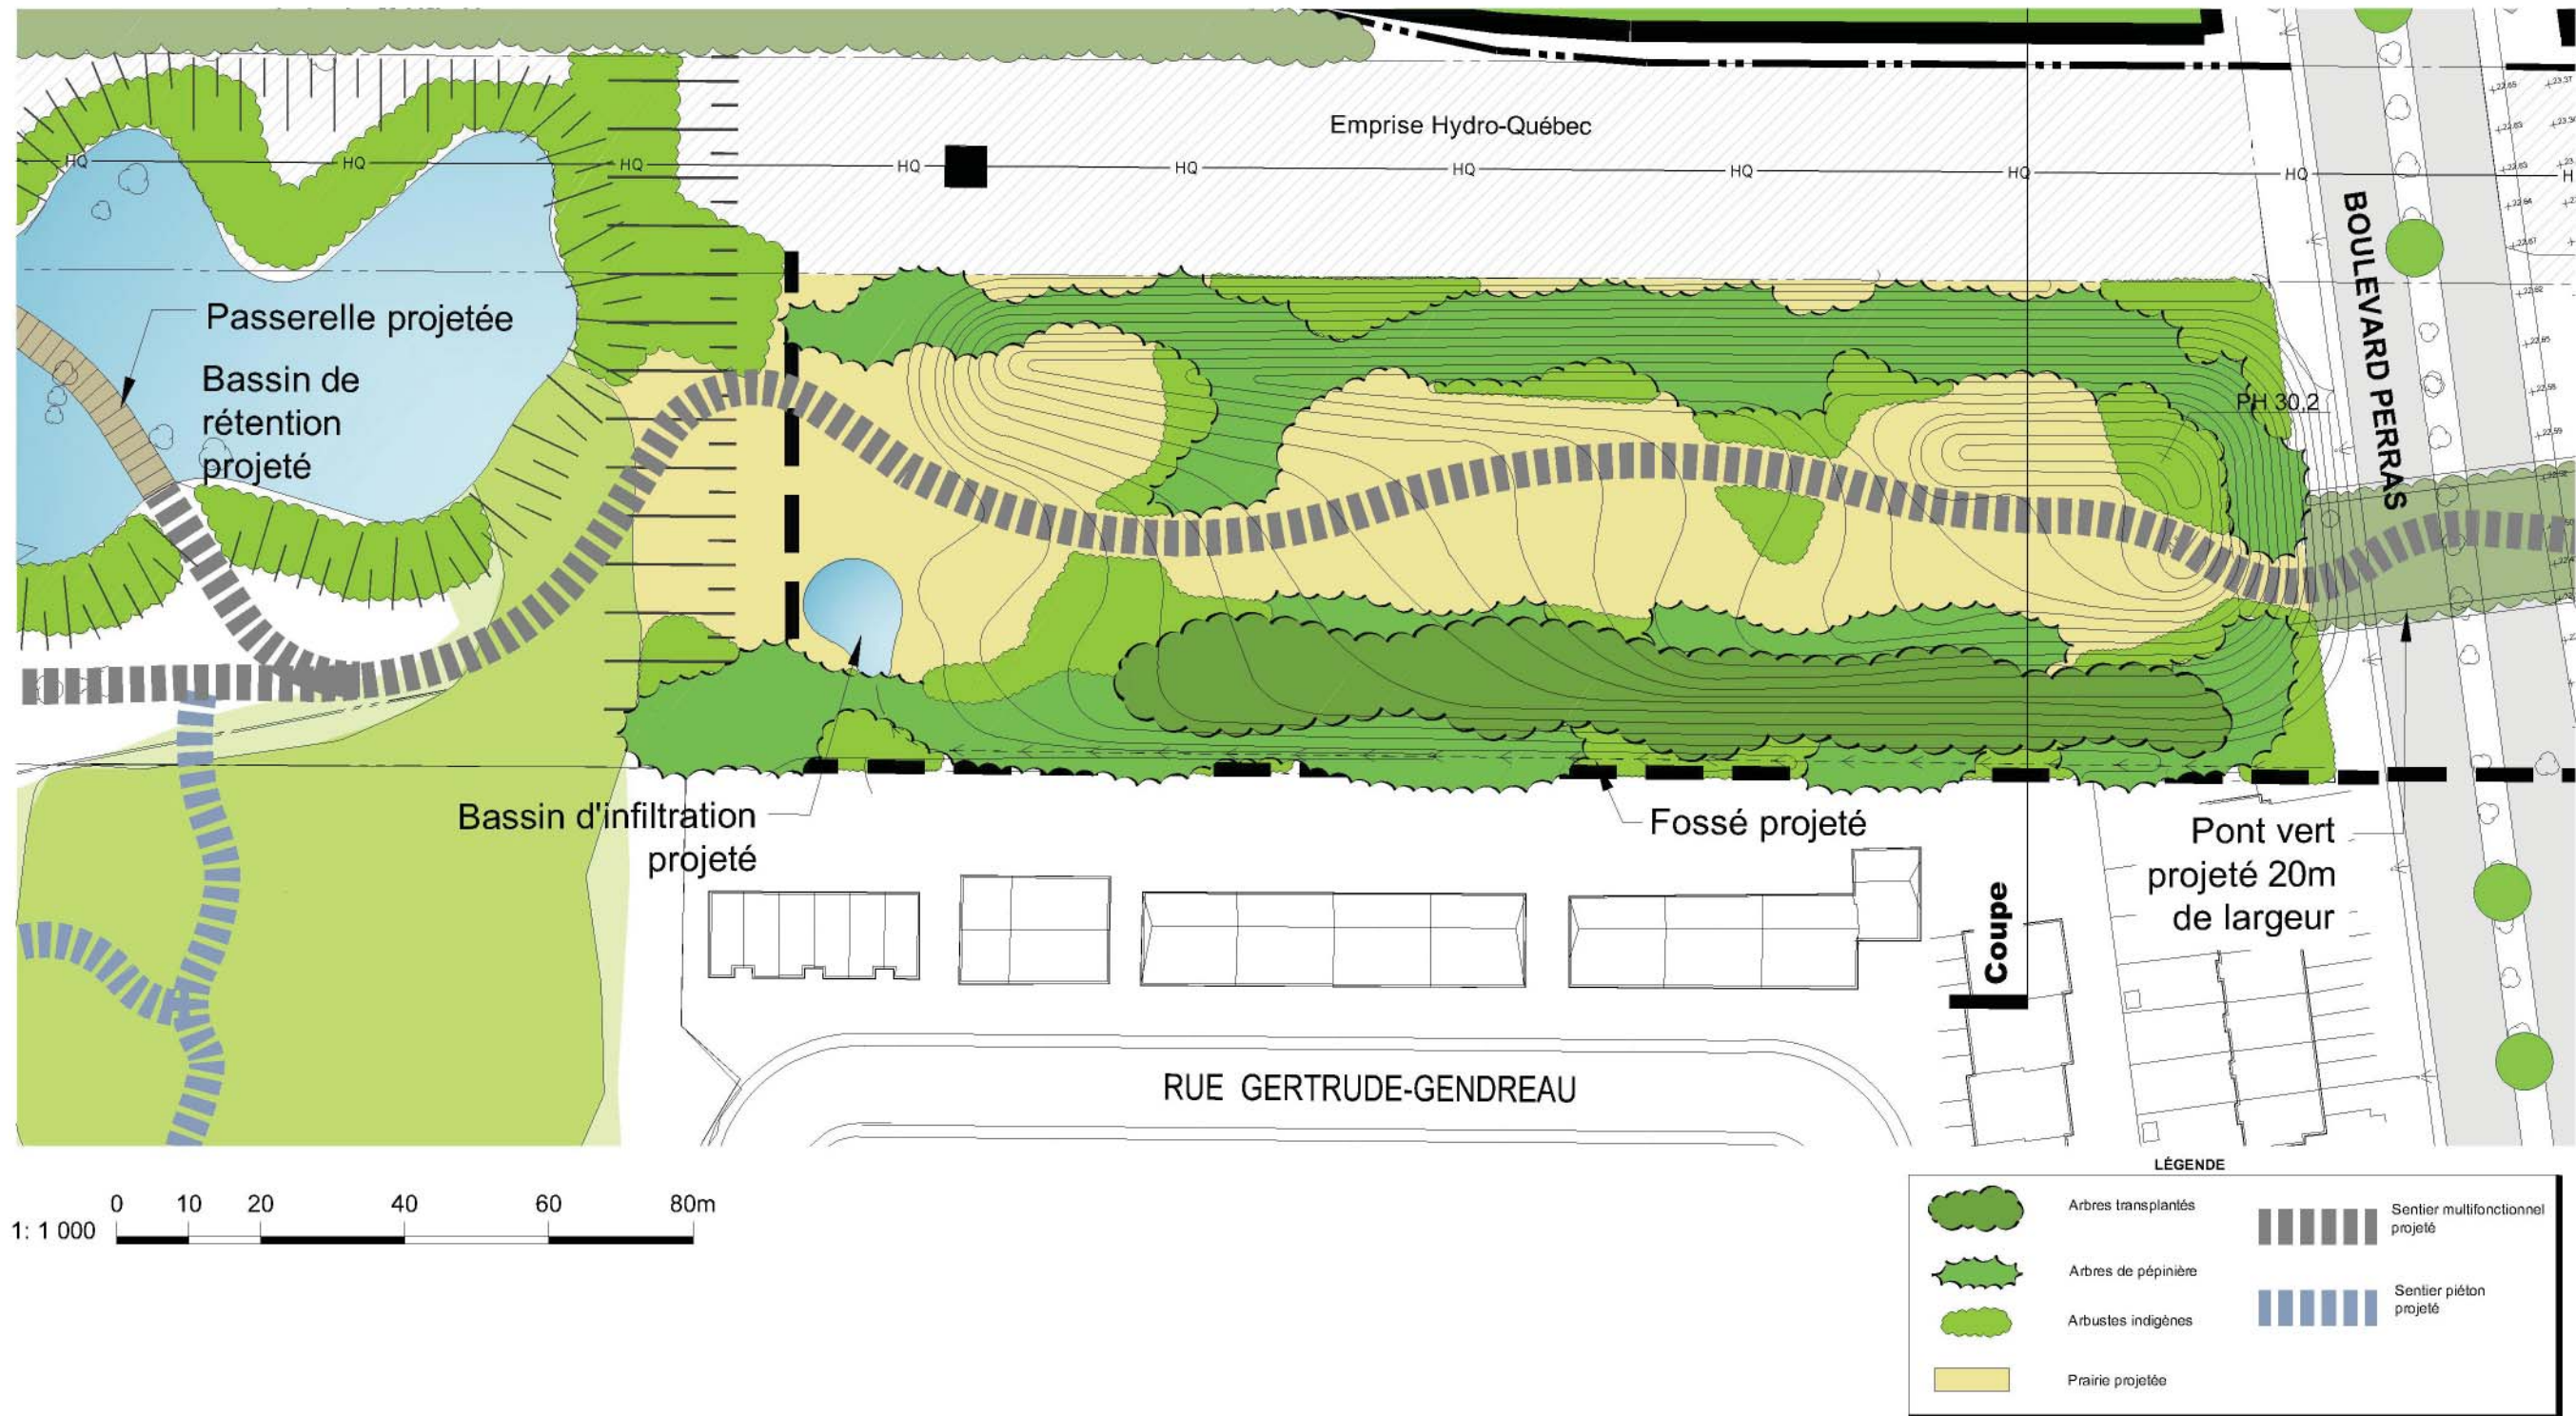 Emprise Hydro-Québec
HQ HQ HQ HQ HQ HQ HQ HQ HQ
BOULEVARD PERRAS
Passerelle projetée
Bassin de
rétention
projeté
PH 30,2
Bassin d'infiltration
projeté
Fossé projeté
Pont vert
projeté 20m
de largeur
Coupe
RUE GERTRUDE-GENDREAU
0 10 20 40 60 80m
1: 1 000
LÉGENDE
Arbres transplantés
Arbres de pépinière
Arbustes indigènes
Prairie projetée
Sentier multifonctionnel
projeté
Sentier piéton
projeté